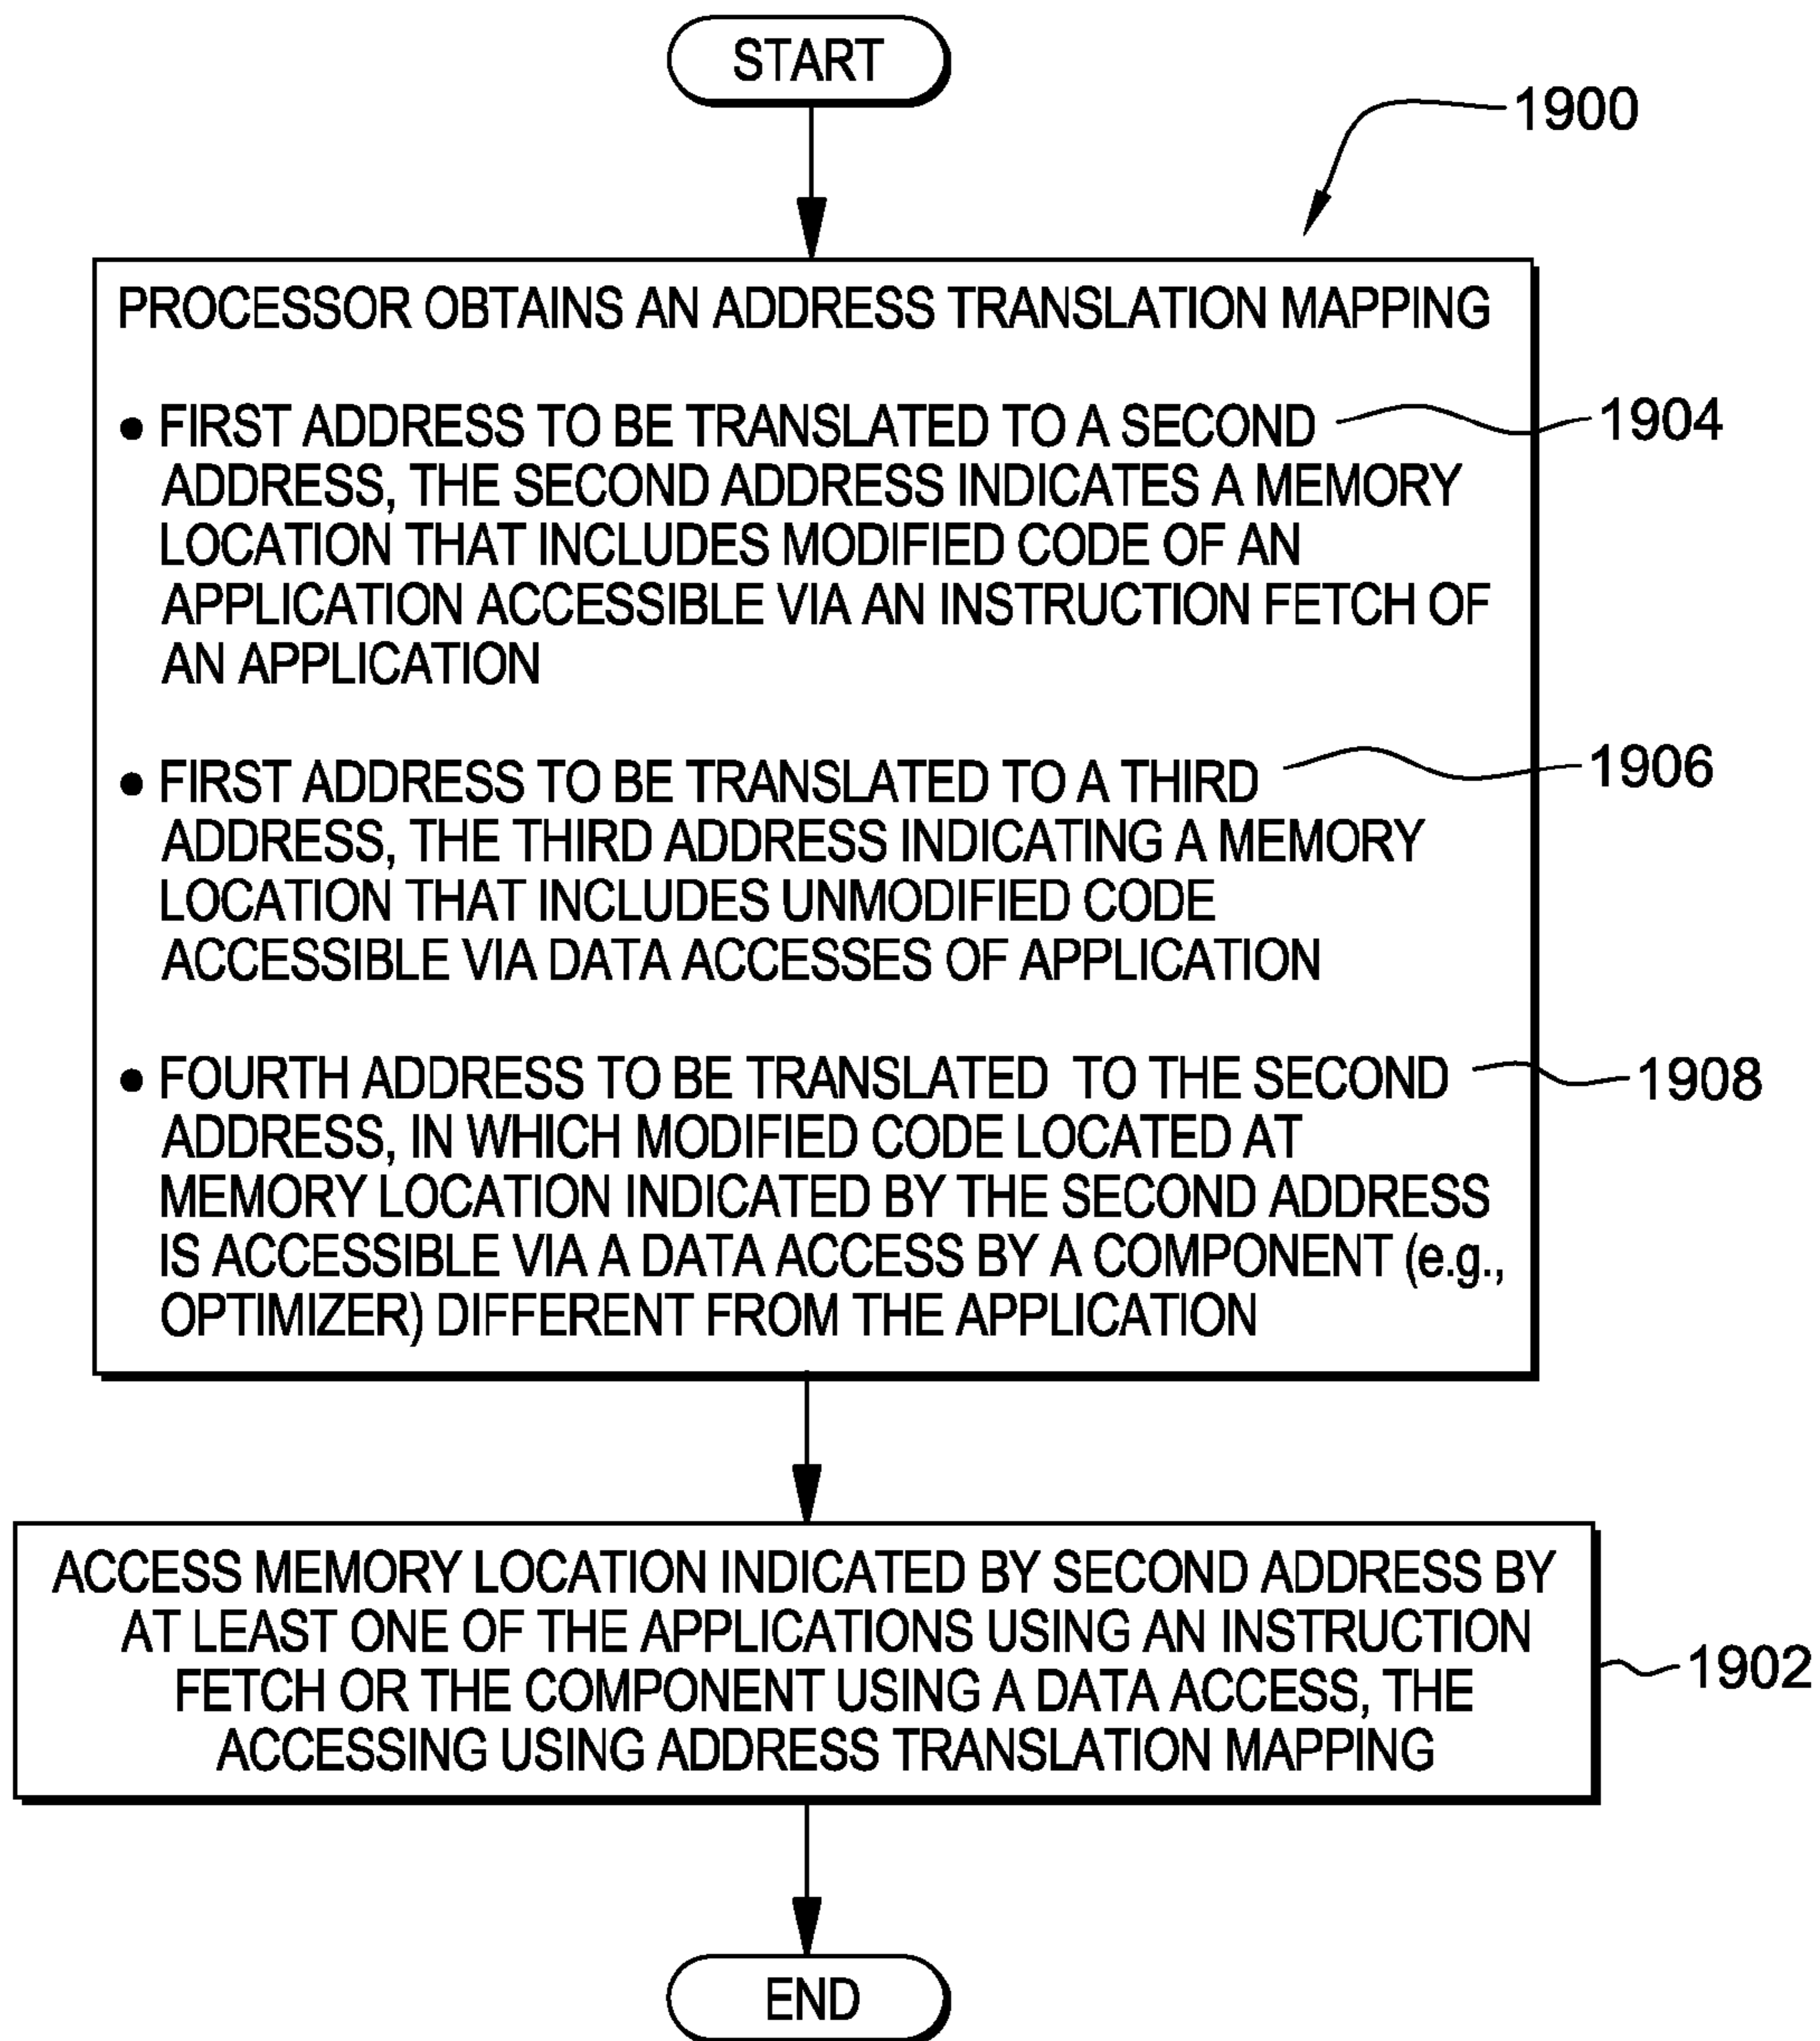 START
1900
PROCESSOR OBTAINS AN ADDRESS TRANSLATION MAPPING
• FIRST ADDRESS TO BE TRANSLATED TO A SECOND
1904
ADDRESS, THE SECOND ADDRESS INDICATES A MEMORY
LOCATION THAT INCLUDES MODIFIED CODE OF AN
APPLICATION ACCESSIBLE VIA AN INSTRUCTION FETCH OF
AN APPLICATION
• FIRST ADDRESS TO BE TRANSLATED TO A THIRD
1906
ADDRESS, THE THIRD ADDRESS INDICATING A MEMORY
LOCATION THAT INCLUDES UNMODIFIED CODE
ACCESSIBLE VIA DATA ACCESSES OF APPLICATION
• FOURTH ADDRESS TO BE TRANSLATED TO THE SECOND
1908
ADDRESS, IN WHICH MODIFIED CODE LOCATED AT
MEMORY LOCATION INDICATED BY THE SECOND ADDRESS
IS ACCESSIBLE VIA A DATA ACCESS BY A COMPONENT (e.g.,
OPTIMIZER) DIFFERENT FROM THE APPLICATION
ACCESS MEMORY LOCATION INDICATED BY SECOND ADDRESS BY
AT LEAST ONE OF THE APPLICATIONS USING AN INSTRUCTION
FETCH OR THE COMPONENT USING A DATA ACCESS, THE
1902
ACCESSING USING ADDRESS TRANSLATION MAPPING
END